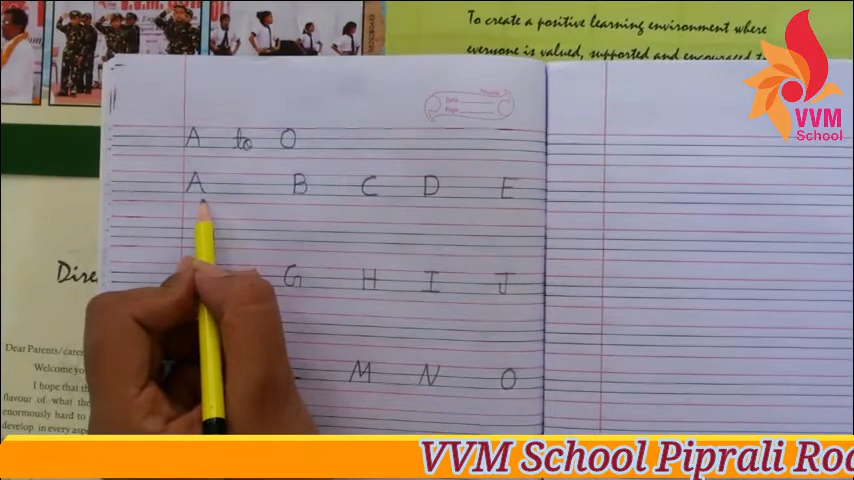 To create a positive learning environment where
everyone is valued, supported and encouraged to
VVM
School
A to O
A B C D E
G H I J
M N O
Dire
Dear Parents/care
Welcome yo
I hope that th
flavour of what the
enormously hard to
develop in every asp
VVM School Piprali Roa